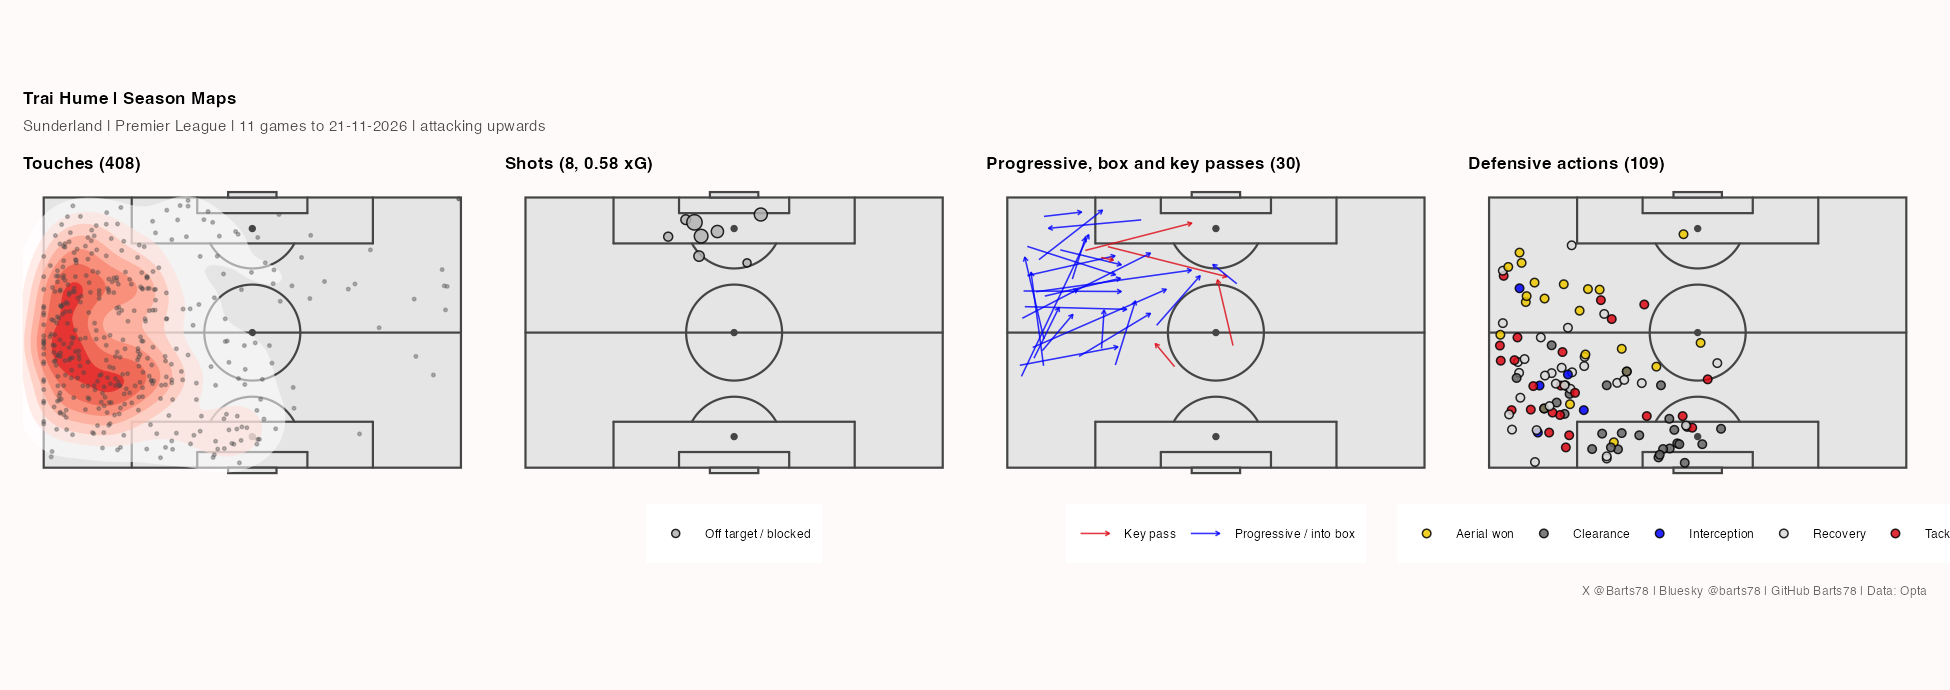 Trai Hume | Season Maps
Sunderland | Premier League | 11 games to 21-11-2026 | attacking upwards
Touches (408)
Shots (8, 0.58 xG)
Progressive, box and key passes (30)
Defensive actions (109)
Off target / blocked
Key pass
Progressive / into box
Aerial won
Clearance
Interception
Recovery
Tack
X @Barts78 | Bluesky @barts78 | GitHub Barts78 | Data: Opta